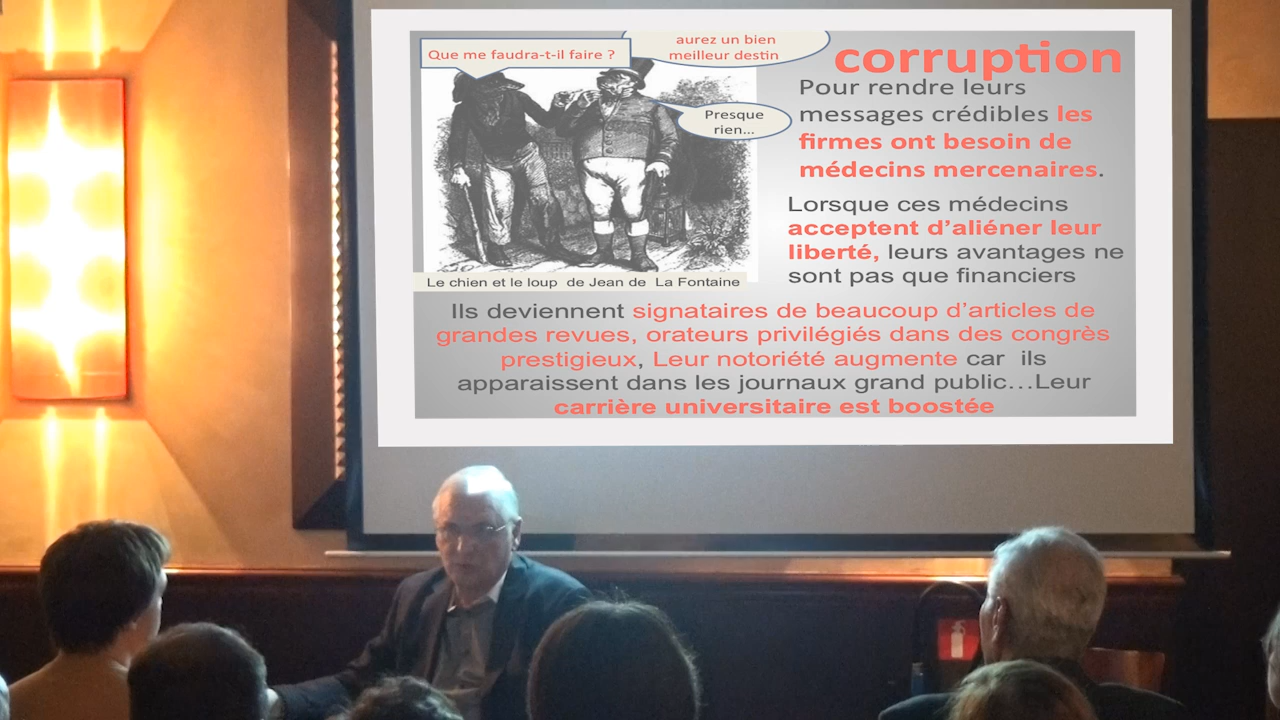 Que me faudra-t-il faire ?
aurez un bien
meilleur destin
Presque
rien...
Le chien et le loup de Jean de La Fontaine
corruption
Pour rendre leurs
messages crédibles les
firmes ont besoin de
médecins mercenaires.
Lorsque ces médecins
acceptent d’aliéner leur
liberté, leurs avantages ne
sont pas que financiers
Ils deviennent signataires de beaucoup d’articles de
grandes revues, orateurs privilégiés dans des congrès
prestigieux, Leur notoriété augmente car ils
apparaissent dans les journaux grand public…Leur
carrière universitaire est boostée